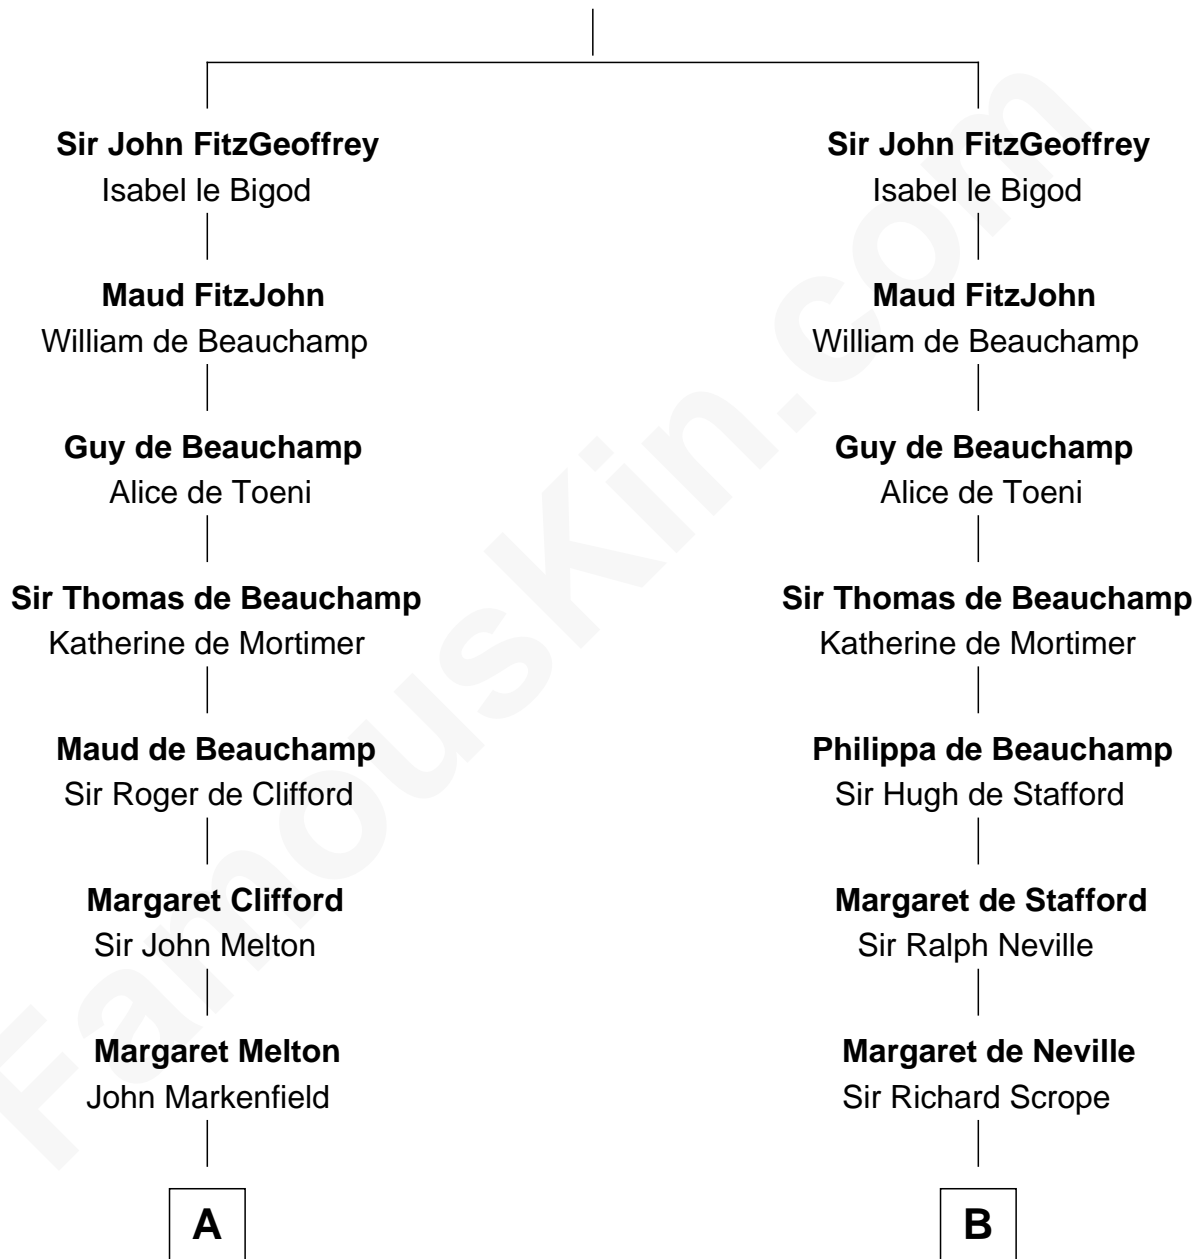 Sir John FitzGeoffrey
Isabel le Bigod
Maud FitzJohn
William de Beauchamp
Guy de Beauchamp
Alice de Toeni
Sir Thomas de Beauchamp
Katherine de Mortimer
Maud de Beauchamp
Sir Roger de Clifford
Margaret Clifford
Sir John Melton
Margaret Melton
John Markenfield
A
Sir John FitzGeoffrey
Isabel le Bigod
Maud FitzJohn
William de Beauchamp
Guy de Beauchamp
Alice de Toeni
Sir Thomas de Beauchamp
Katherine de Mortimer
Philippa de Beauchamp
Sir Hugh de Stafford
Margaret de Stafford
Sir Ralph Neville
Margaret de Neville
Sir Richard Scrope
B
FamousKin.com